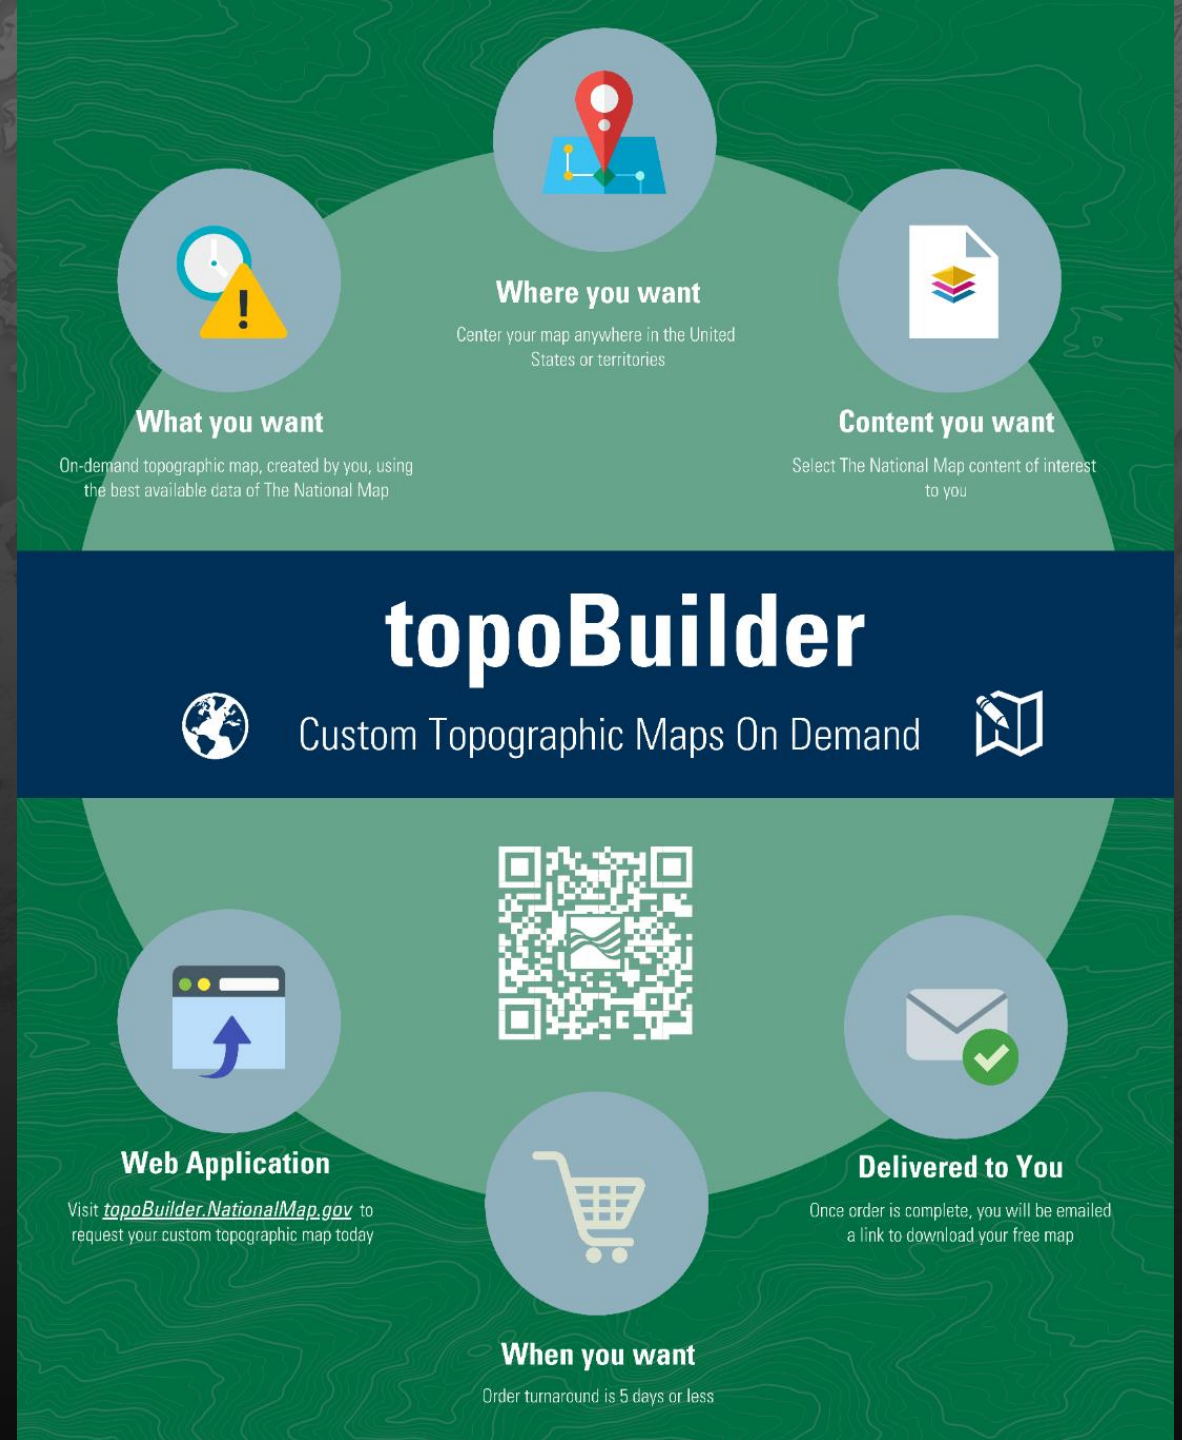 Where you want
Center your map anywhere in the United
States or territories
What you want
On-demand topographic map, created by you, using
the best available data of The National Map
Content you want
Select The National Map content of interest
to you
topoBuilder
Custom Topographic Maps On Demand
Web Application
Visit topoBuilder.NationalMap.gov to
request your custom topographic map today
Delivered to You
Once order is complete, you will be emailed
a link to download your free map
When you want
Order turnaround is 5 days or less